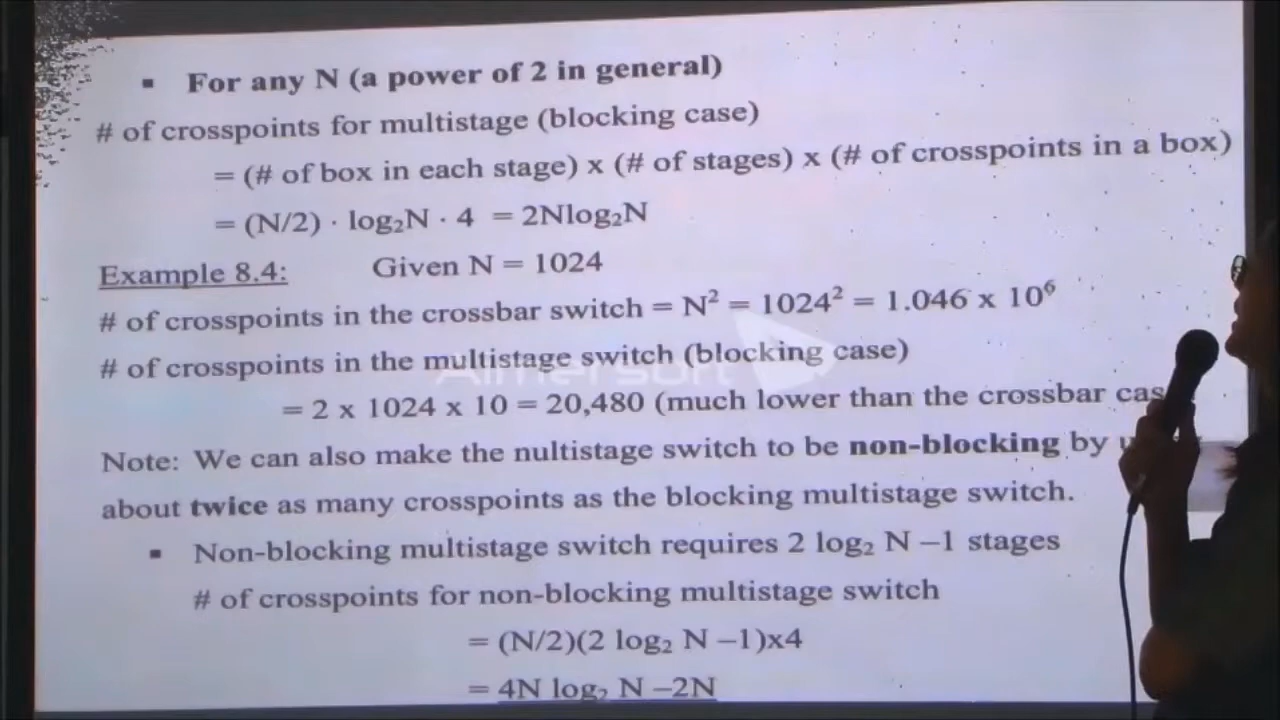 ▪ For any N (a power of 2 in general)
# of crosspoints for multistage (blocking case)
= (# of box in each stage) x (# of stages) x (# of crosspoints in a box)
= (N/2) · log₂N · 4 = 2Nlog₂N
Example 8.4: Given N = 1024
# of crosspoints in the crossbar switch = N² = 1024² = 1.046 x 10⁶
# of crosspoints in the multistage switch (blocking case)
= 2 x 1024 x 10 = 20,480 (much lower than the crossbar cas
Note: We can also make the nultistage switch to be non-blocking by
about twice as many crosspoints as the blocking multistage switch.
▪ Non-blocking multistage switch requires 2 log₂ N –1 stages
# of crosspoints for non-blocking multistage switch
= (N/2)(2 log₂ N –1)x4
= 4N log₂ N –2N
Aimersoft